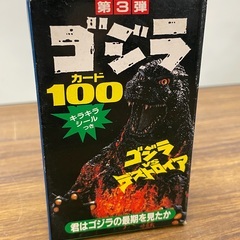 第3弾
ゴジラ
カード
100
キラキラ
シール
つき
ゴジラ
VS
デストロイア
君はゴジラの最期を見たか